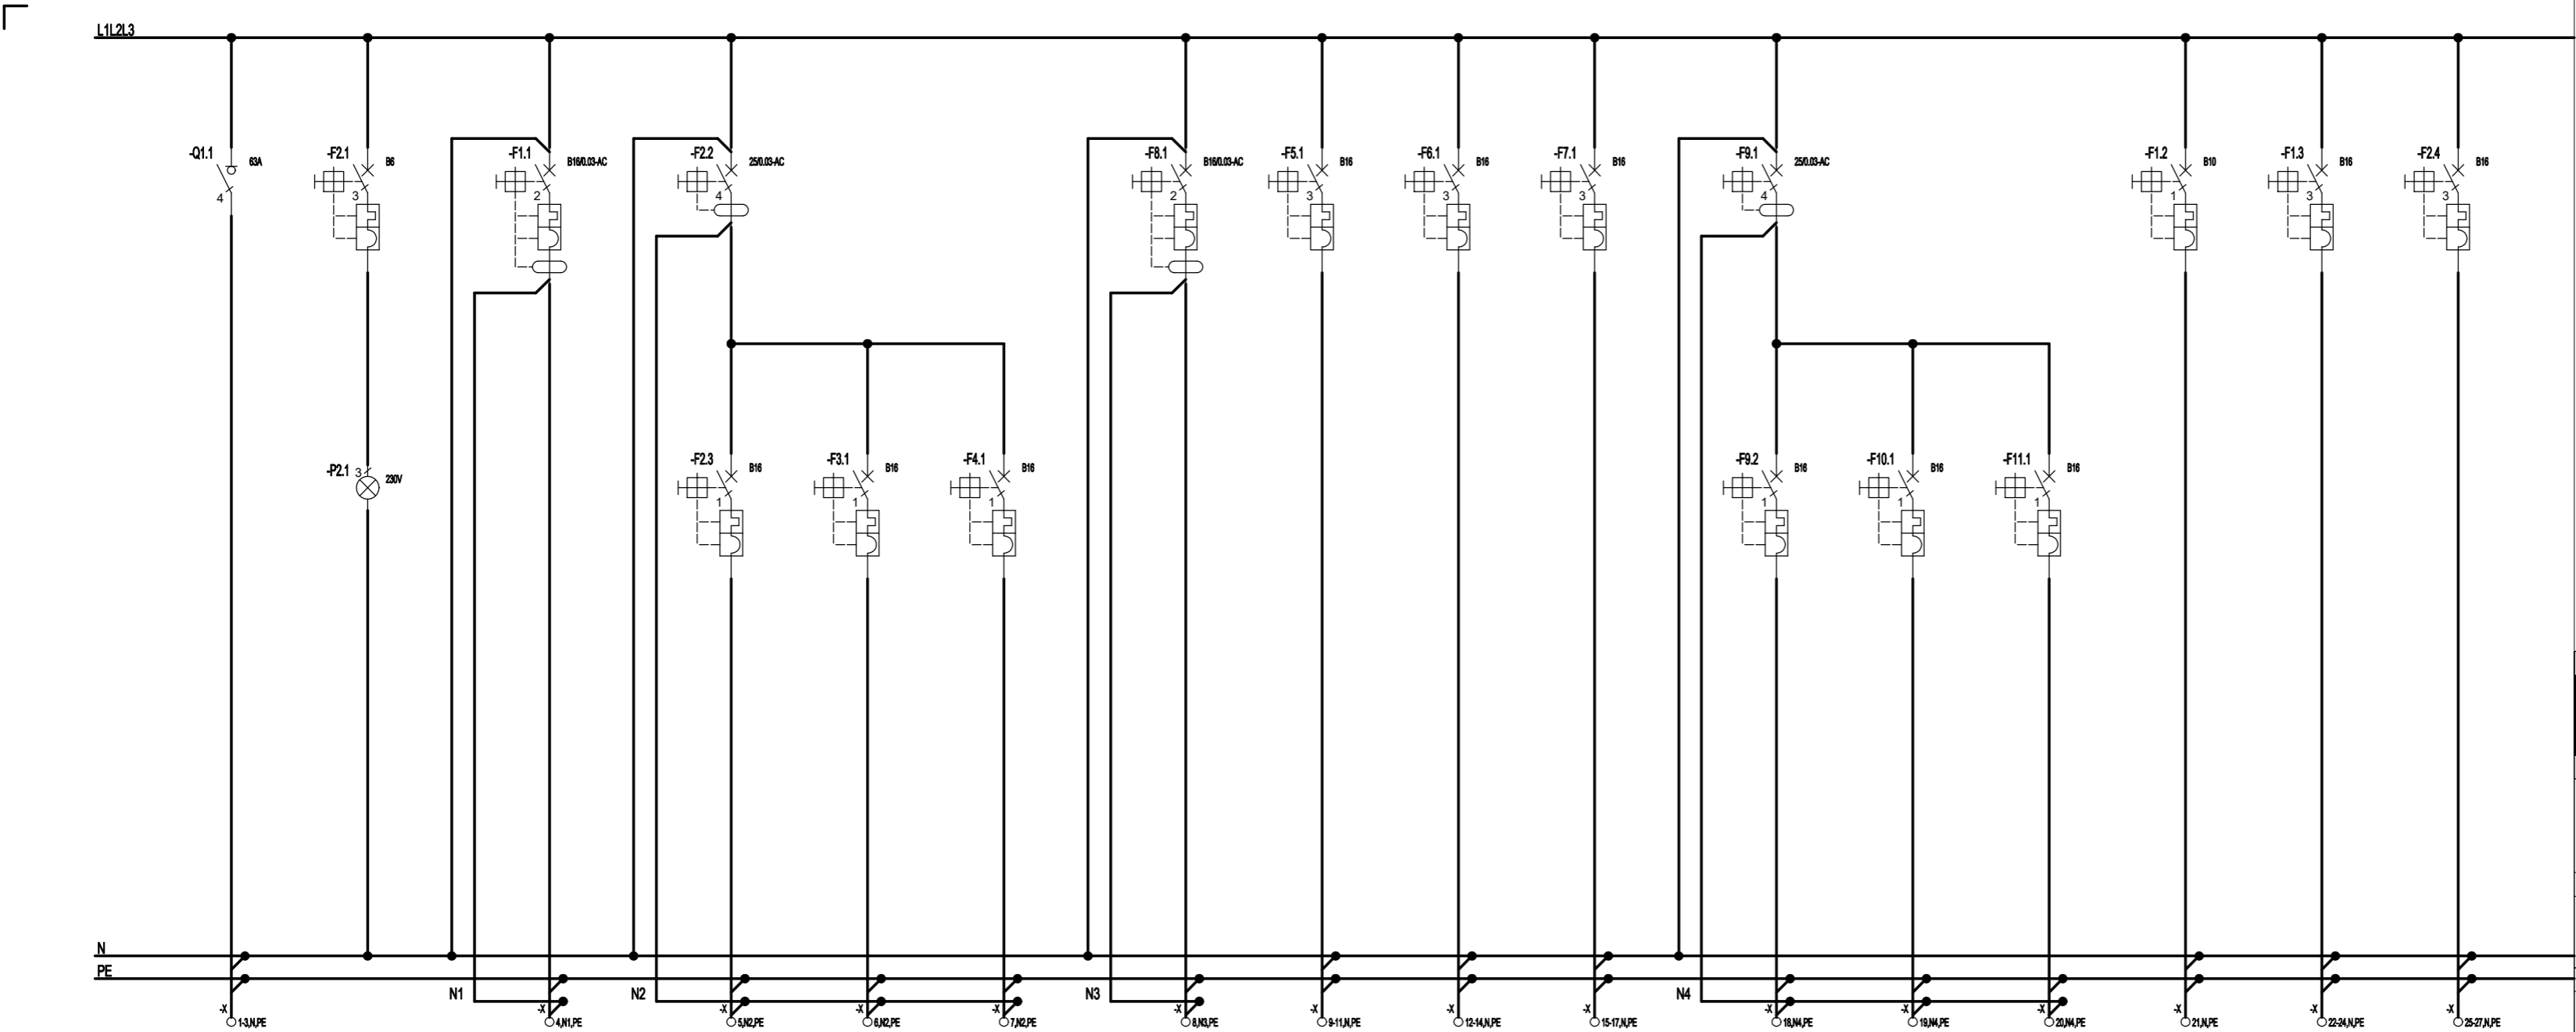 L1L2L3
-Q1.1 63A
4
-F2.1 B6
3
-F1.1 B16/0.03-AC
2
-F2.2 25/0.03-AC
4
-F8.1 B16/0.03-AC
2
-F5.1 B16
3
-F6.1 B16
3
-F7.1 B16
3
-F9.1 25/0.03-AC
4
-F1.2 B10
1
-F1.3 B16
3
-F2.4 B16
3
-P2.1 3 230V
-F2.3 B16
1
-F3.1 B16
1
-F4.1 B16
1
-F9.2 B16
1
-F10.1 B16
1
-F11.1 B16
1
N
PE
N1
N2
N3
N4
-X 1-3,N,PE
-X 4,N1,PE
-X 5,N2,PE
-X 6,N2,PE
-X 7,N2,PE
-X 8,N3,PE
-X 9-11,N,PE
-X 12-14,N,PE
-X 15-17,N,PE
-X 18,N4,PE
-X 19,N4,PE
-X 20,N4,PE
-X 21,N,PE
-X 22-24,N,PE
-X 25-27,N,PE